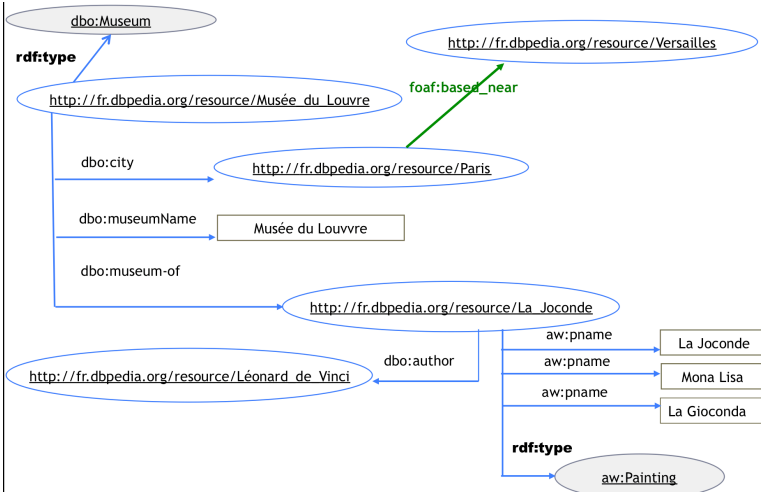 dbo:Museum
http://fr.dbpedia.org/resource/Versailles
rdf:type
foaf:based_near
http://fr.dbpedia.org/resource/Musée_du_Louvre
dbo:city
http://fr.dbpedia.org/resource/Paris
dbo:museumName
Musée du Louvvre
dbo:museum-of
http://fr.dbpedia.org/resource/La_Joconde
aw:pname
La Joconde
dbo:author
aw:pname
Mona Lisa
http://fr.dbpedia.org/resource/Léonard_de_Vinci
aw:pname
La Gioconda
rdf:type
aw:Painting